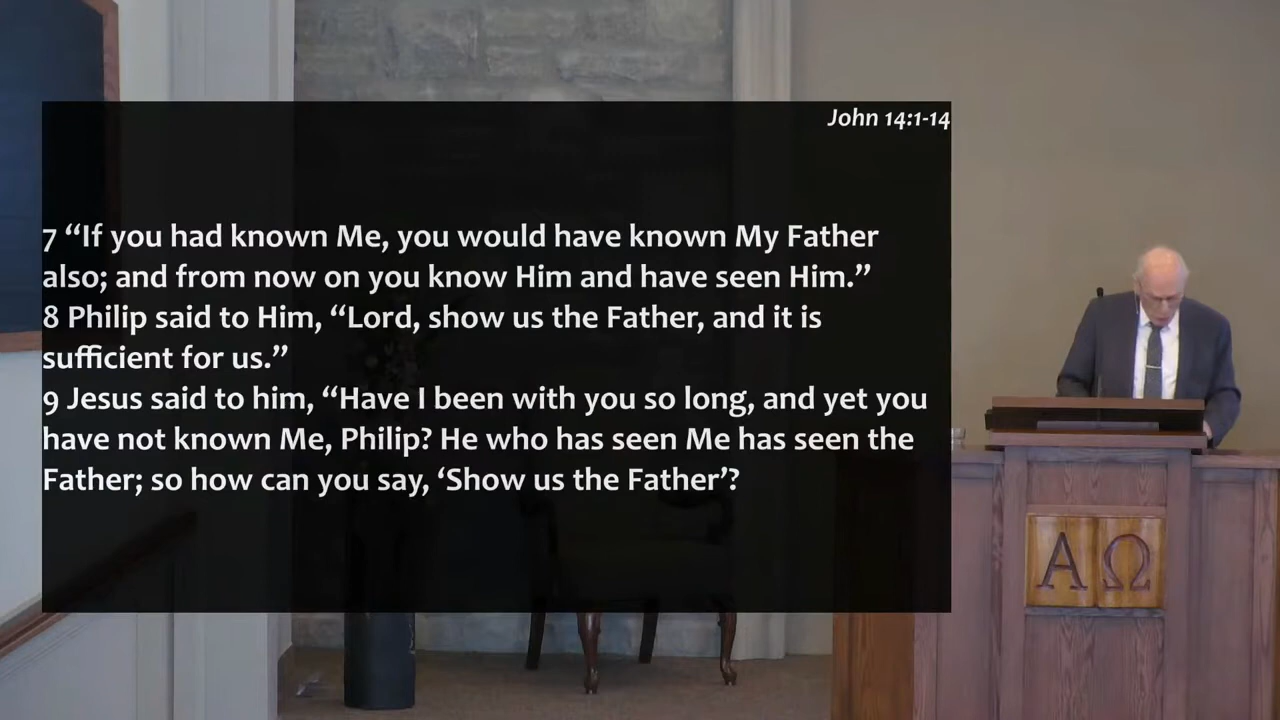 John 14:1-14
7 “If you had known Me, you would have known My Father
also; and from now on you know Him and have seen Him.”
8 Philip said to Him, “Lord, show us the Father, and it is
sufficient for us.”
9 Jesus said to him, “Have I been with you so long, and yet you
have not known Me, Philip? He who has seen Me has seen the
Father; so how can you say, ‘Show us the Father’?
Α Ω